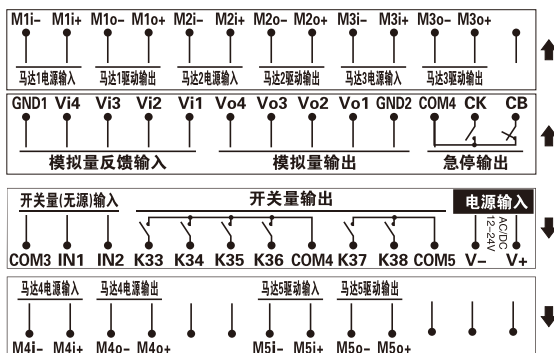 M1i- M1i+ M1o- M1o+ M2i- M2i+ M2o- M2o+ M3i- M3i+ M3o- M3o+
马达1电源输入 马达1驱动输出 马达2电源输入 马达2驱动输出 马达3电源输入 马达3驱动输出
GND1 Vi4 Vi3 Vi2 Vi1 Vo4 Vo3 Vo2 Vo1 GND2 COM4 CK CB
模拟量反馈输入 模拟量输出 急停输出
开关量(无源)输入 开关量输出 电源输入
AC/DC
12~24V
COM3 IN1 IN2 K33 K34 K35 K36 COM4 K37 K38 COM5 V- V+
马达4电源输入 马达4电源输出 马达5驱动输入 马达5驱动输出
M4i- M4i+ M4o- M4o+ M5i- M5i+ M5o- M5o+